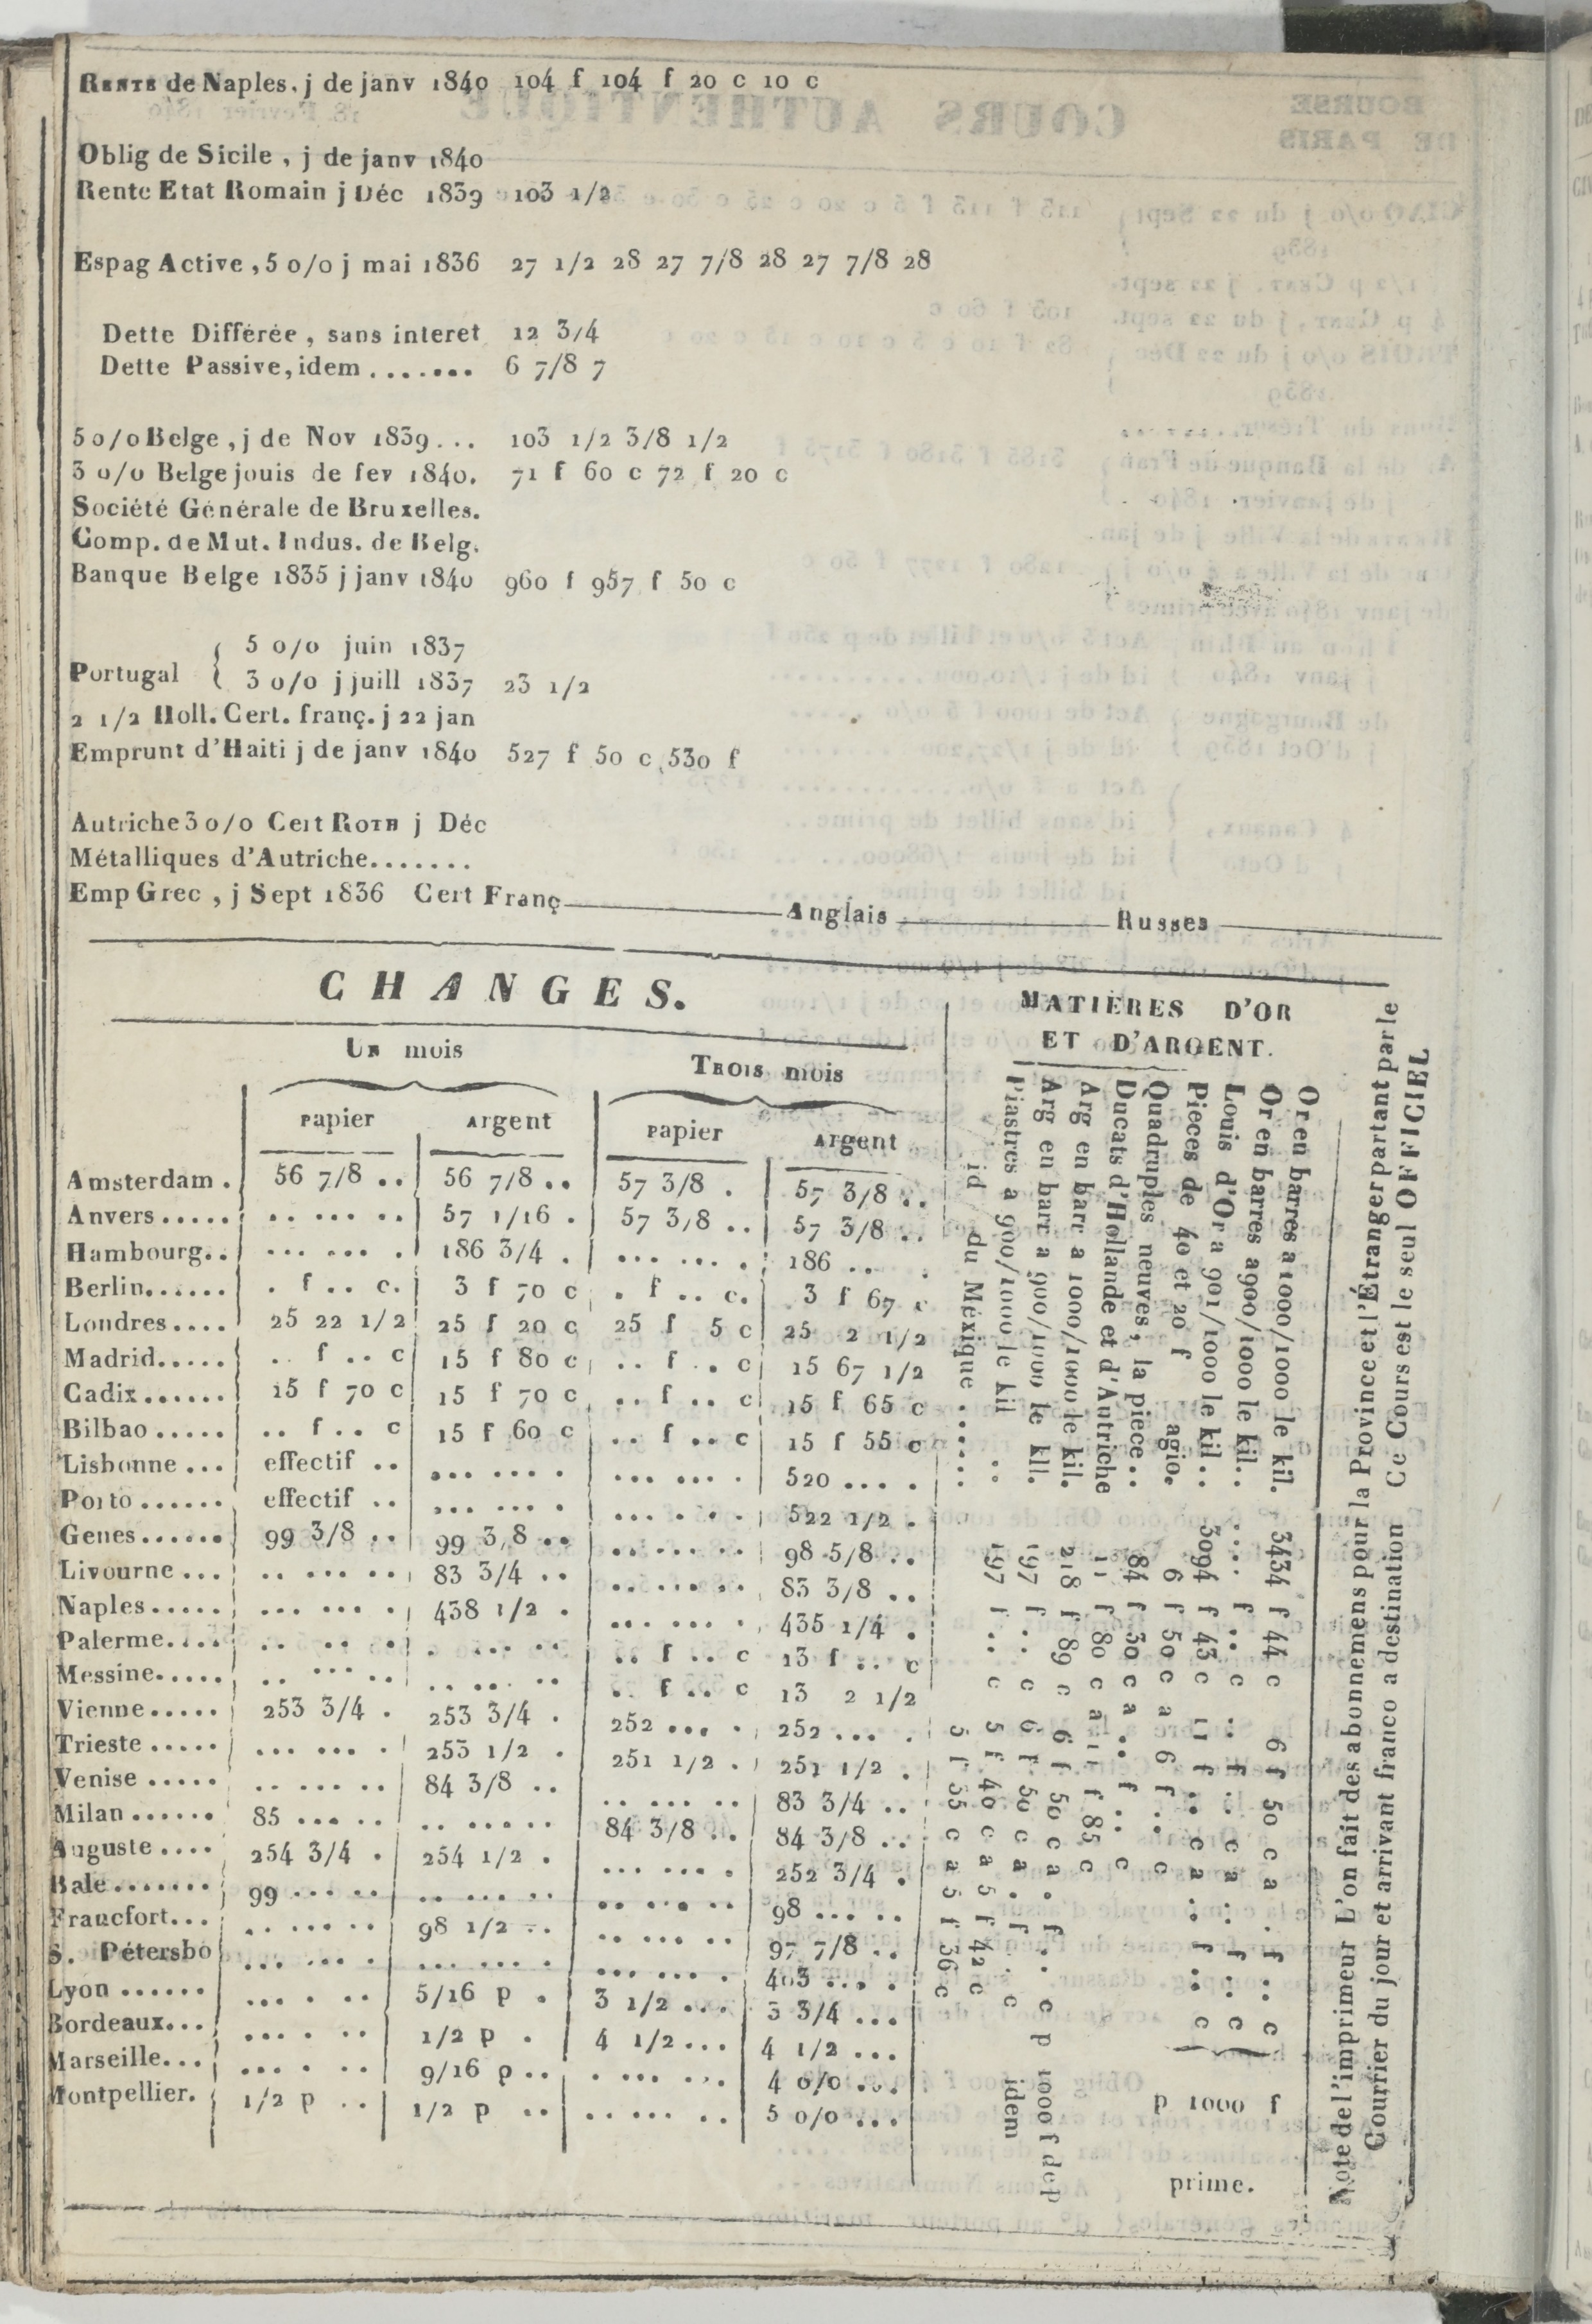 RENTE de Naples, j de janv 1840 104 f 104 f 20 c 10 c
Oblig de Sicile, j de janv 1840
Rente Etat Romain j Déc 1839 103 1/2
Espag Active, 5 o/o j mai 1836 27 1/2 28 27 7/8 28 27 7/8 28
Dette Différée, sans interet 12 3/4
Dette Passive, idem ....... 6 7/8 7
5 o/o Belge, j de Nov 1839... 103 1/2 3/8 1/2
3 o/o Belge jouis de fev 1840. 71 f 60 c 72 f 20 c
Société Générale de Bruxelles.
Comp. de Mut. Indus. de Belg.
Banque Belge 1835 j janv 1840 960 f 957 f 50 c
Portugal { 5 o/o juin 1837
3 o/o j juill 1837 23 1/2
2 1/2 Holl. Cert. franç. j 22 jan
Emprunt d'Haiti j de janv 1840 527 f 50 c 530 f
Autriche 3 o/o Cert ROTH j Déc
Métalliques d'Autriche.......
Emp Grec, j Sept 1836 Cert Franç — Anglais — Russes —
CHANGES.
UN mois TROIS mois
Papier Argent Papier Argent
Amsterdam . 56 7/8 .. 56 7/8 .. 57 3/8 . 57 3/8 ..
Anvers ..... .. ... .. 57 1/16 . 57 3/8 .. 57 3/8 ..
Hambourg.. ... ... . 186 3/4 . ... ... . 186 .. .
Berlin...... . f .. c. 3 f 70 c . f .. c. 3 f 67 c
Londres .... 25 22 1/2 25 f 20 c 25 f 5 c 25 2 1/2
Madrid..... .. f .. c 15 f 80 c .. f .. c 15 67 1/2
Cadix...... 15 f 70 c 15 f 70 c .. f .. c 15 f 65 c
Bilbao ..... .. f .. c 15 f 60 c .. f .. c 15 f 55 c
Lisbonne ... effectif .. ... ... . ... ... . 520 ... .
Porto ...... effectif .. ... ... . ... ... . 522 1/2 .
Genes...... 99 3/8 .. 99 3/8 .. .. ... .. 98 5/8 ..
Livourne ... .. ... .. 83 3/4 .. .. ... .. 83 3/8 ..
Naples..... ... ... . 438 1/2 . ... ... . 435 1/4 .
Palerme.... .. .. . . ... .. .. f .. c 13 f .. c
Messine..... .. ... .. .. ... .. .. f .. c 13 2 1/2
Vienne..... 253 3/4 . 253 3/4 . 252 ... . 252 ... .
Trieste ..... ... ... . 253 1/2 . 251 1/2 . 251 1/2 .
Venise ..... .. ... .. 84 3/8 .. .. ... .. 83 3/4 ..
Milan ...... 85 ... .. .. ... .. 84 3/8 .. 84 3/8 ..
Auguste .... 254 3/4 . 254 1/2 . ... ... . 252 3/4 .
Bale ....... 99 ... .. .. ... .. .. ... .. 98 ... ..
Francfort... .. ... .. 98 1/2 .. .. ... .. 97 7/8 ..
S. Pétersbo ... ... . ... ... . ... ... . 403 ... .
Lyon ...... ... . .. 5/16 p . 3 1/2 ... 3 3/4 ...
Bordeaux... ... . .. 1/2 p . 4 1/2 ... 4 1/2 ...
Marseille... ... . .. 9/16 p .. . ... ... 4 o/o ...
Montpellier. 1/2 p .. 1/2 p .. .. ... .. 5 o/o ...
MATIÈRES D'OR
ET D'ARGENT.
Or en barres a 1000/1000 le kil. 3434 f 44 c 6 f 50 c a . f .. c
Or en barres a 900/1000 le kil.. .... f .. c .. f .. c a . f .. c
Louis d'Or a 901/1000 le kil.. 3094 f 43 c 11 f .. c a . f .. c
p 1000 f
prime.
Pieces de 40 et 20 f agio. 6 f 50 c a 6 f .. c
Quadruples neuves, la piece .. 84 f 30 c a .. f .. c
Ducats d'Hollande et d'Autriche 11 f 80 c a 11 f 85 c
Arg en barr a 1000/1000 le kil. 218 f 89 c 6 f 50 c a . f .. c p 1000 f de p
Arg en barr a 900/1000 le kil. 197 f .. c 6 f 50 c a . f .. c idem
Piastres a 900/1000 le kil .. 197 f .. c 5 f 40 c a 5 f 42 c
id du Méxique ...... 5 f 35 c a 5 f 36 c
Note de l'imprimeur L'on fait des abonnemens pour la Province et l'Étranger partant par le
Courrier du jour et arrivant franco a destination Ce Cours est le seul OFFICIEL